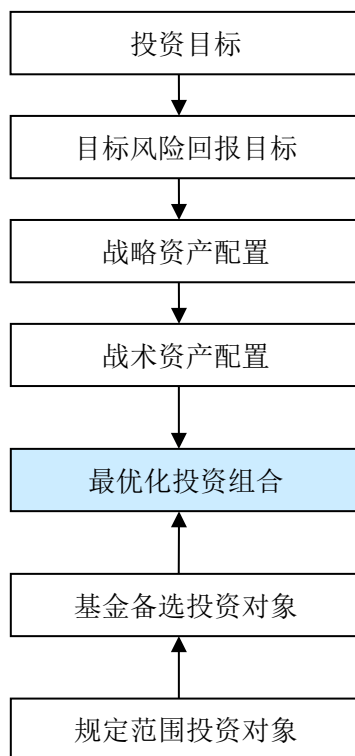 投资目标
目标风险回报目标
战略资产配置
战术资产配置
最优化投资组合
基金备选投资对象
规定范围投资对象